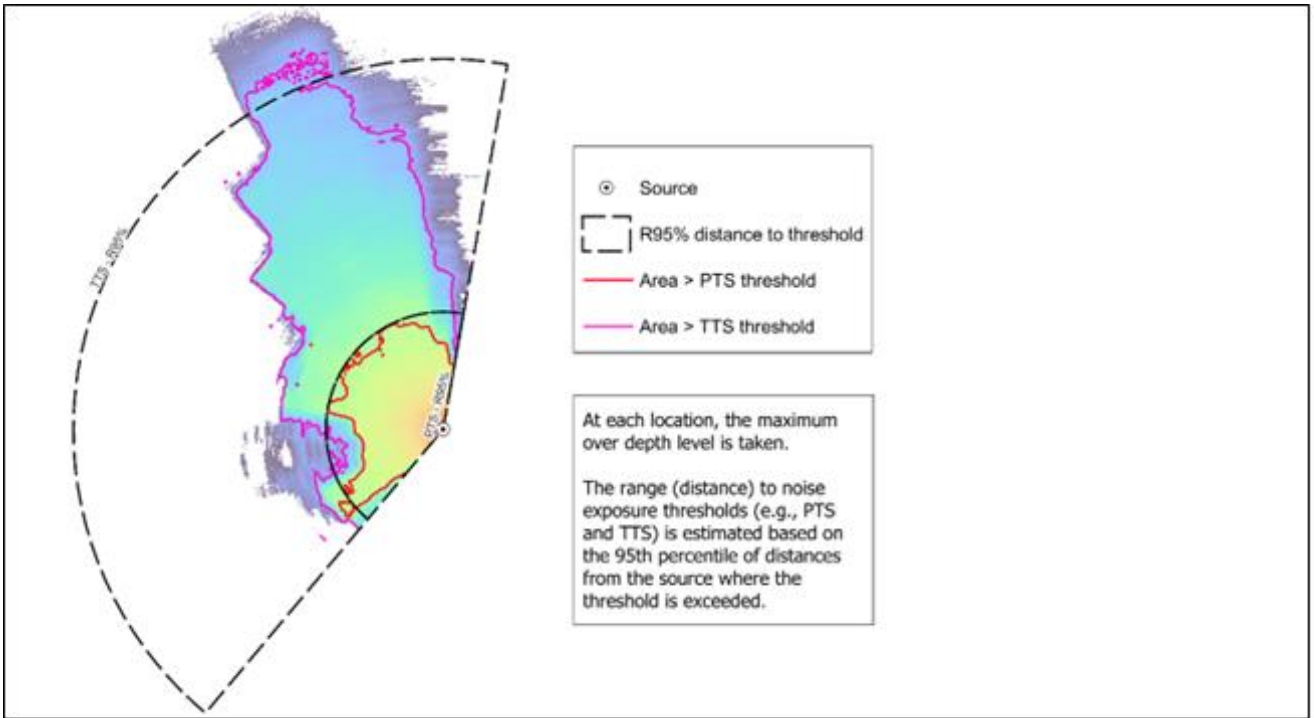 TTS - R95%
PTS - R95%
Source
R95% distance to threshold
Area > PTS threshold
Area > TTS threshold
At each location, the maximum
over depth level is taken.
The range (distance) to noise
exposure thresholds (e.g., PTS
and TTS) is estimated based on
the 95th percentile of distances
from the source where the
threshold is exceeded.